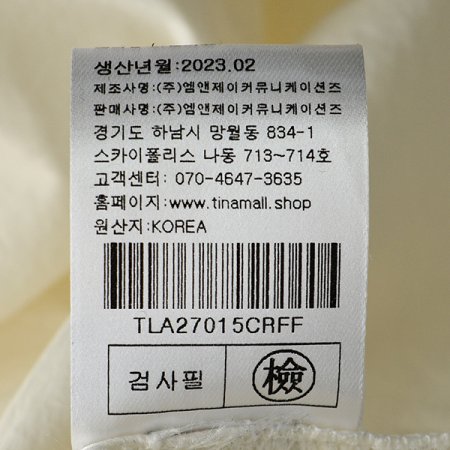 생산년월:2023.02
제조사명:(주)엠앤제이커뮤니케이션즈
판매사명:(주)엠앤제이커뮤니케이션즈
경기도 하남시 망월동 834-1
스카이폴리스 나동 713~714호
고객센터: 070-4647-3635
홈페이지:www.tinamall.shop
원산지:KOREA
TLA27015CRFF
검사필 檢